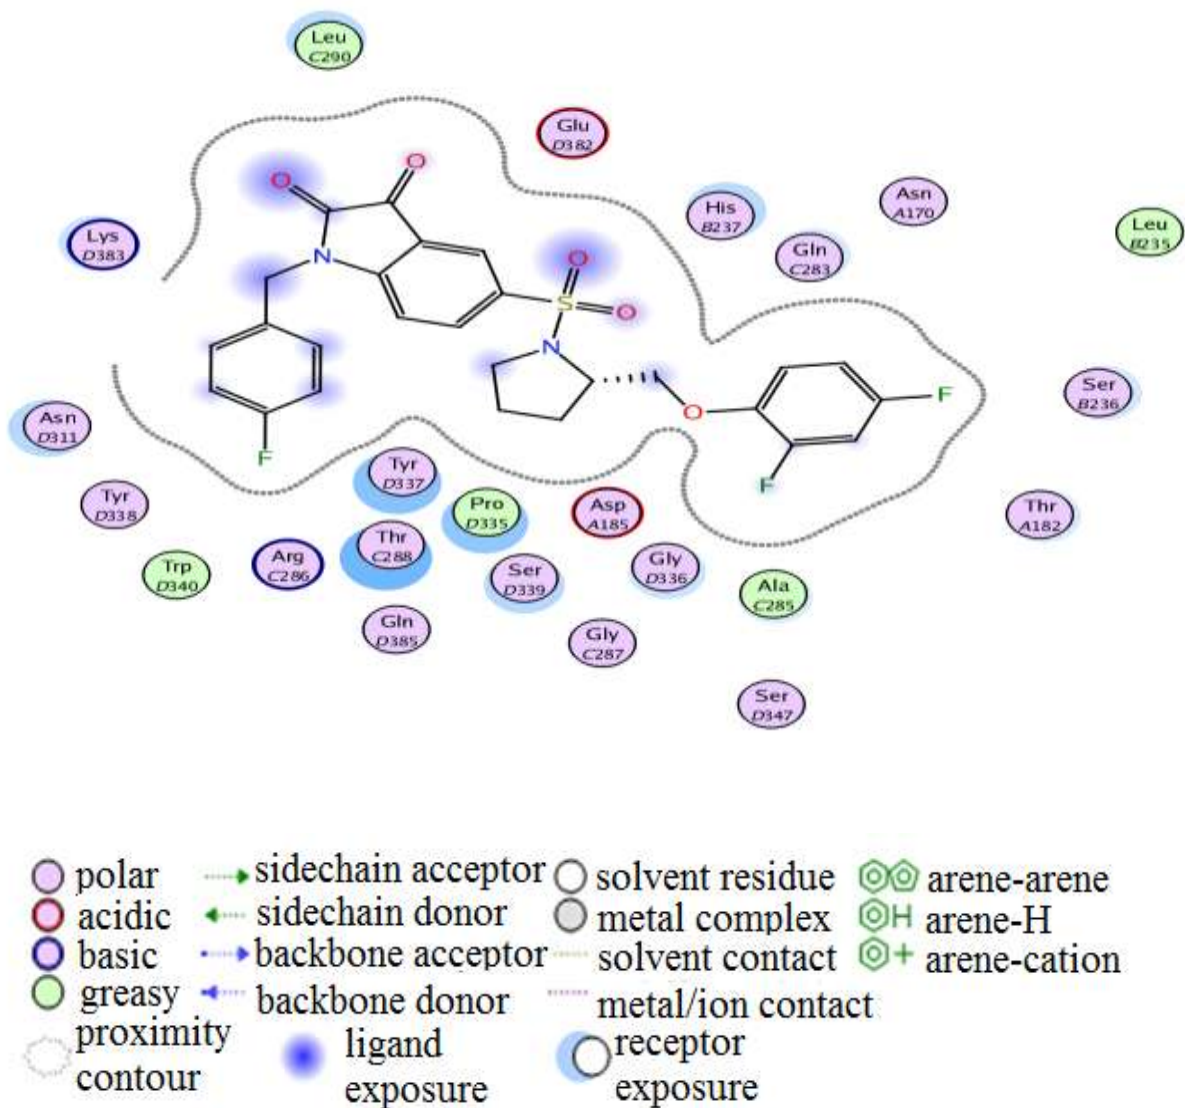 Leu
C290
Glu
D382
O
O
Asn
A170
His
B237
Leu
B235
Lys
D383
Gln
C283
N
O
S
O
N
Ser
B236
F
O
Asn
D311
F
Tyr
D337
F
Tyr
D338
Pro
D335
Asp
A185
Thr
A182
Thr
C288
Trp
D340
Arg
C286
Ser
D339
Gly
D336
Ala
C285
Gln
D385
Gly
C287
Ser
D347
polar
sidechain acceptor
solvent residue
arene-arene
acidic
sidechain donor
metal complex
H
arene-H
basic
backbone acceptor
solvent contact
+
arene-cation
greasy
backbone donor
metal/ion contact
proximity
contour
ligand
exposure
receptor
exposure